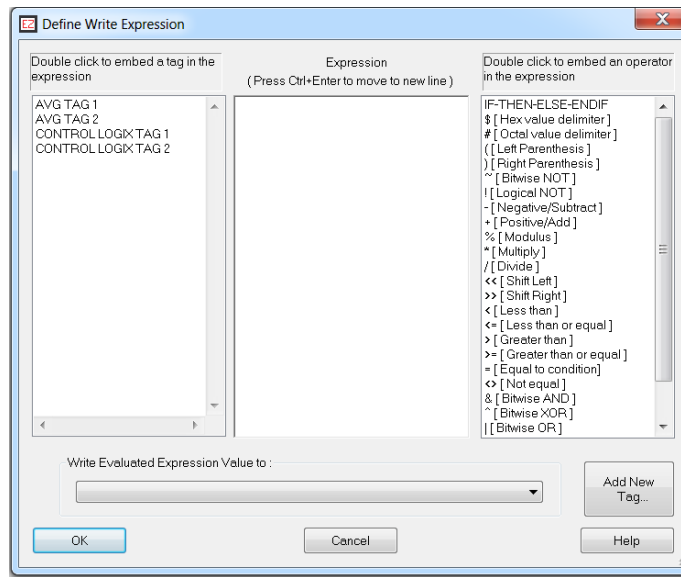 EZ Define Write Expression
X
Double click to embed a tag in the
expression
Expression
( Press Ctrl+Enter to move to new line )
Double click to embed an operator
in the expression
AVG TAG 1
AVG TAG 2
CONTROL LOGIX TAG 1
CONTROL LOGIX TAG 2
IF-THEN-ELSE-ENDIF
$ [ Hex value delimiter ]
# [ Octal value delimiter ]
( [ Left Parenthesis ]
) [ Right Parenthesis ]
~ [ Bitwise NOT ]
! [ Logical NOT ]
- [ Negative/Subtract ]
+ [ Positive/Add ]
% [ Modulus ]
* [ Multiply ]
/ [ Divide ]
<< [ Shift Left ]
>> [ Shift Right ]
< [ Less than ]
<= [ Less than or equal ]
> [ Greater than ]
>= [ Greater than or equal ]
= [ Equal to condition]
<> [ Not equal ]
& [ Bitwise AND ]
^ [ Bitwise XOR ]
| [ Bitwise OR ]
Write Evaluated Expression Value to :
Add New
Tag...
OK
Cancel
Help